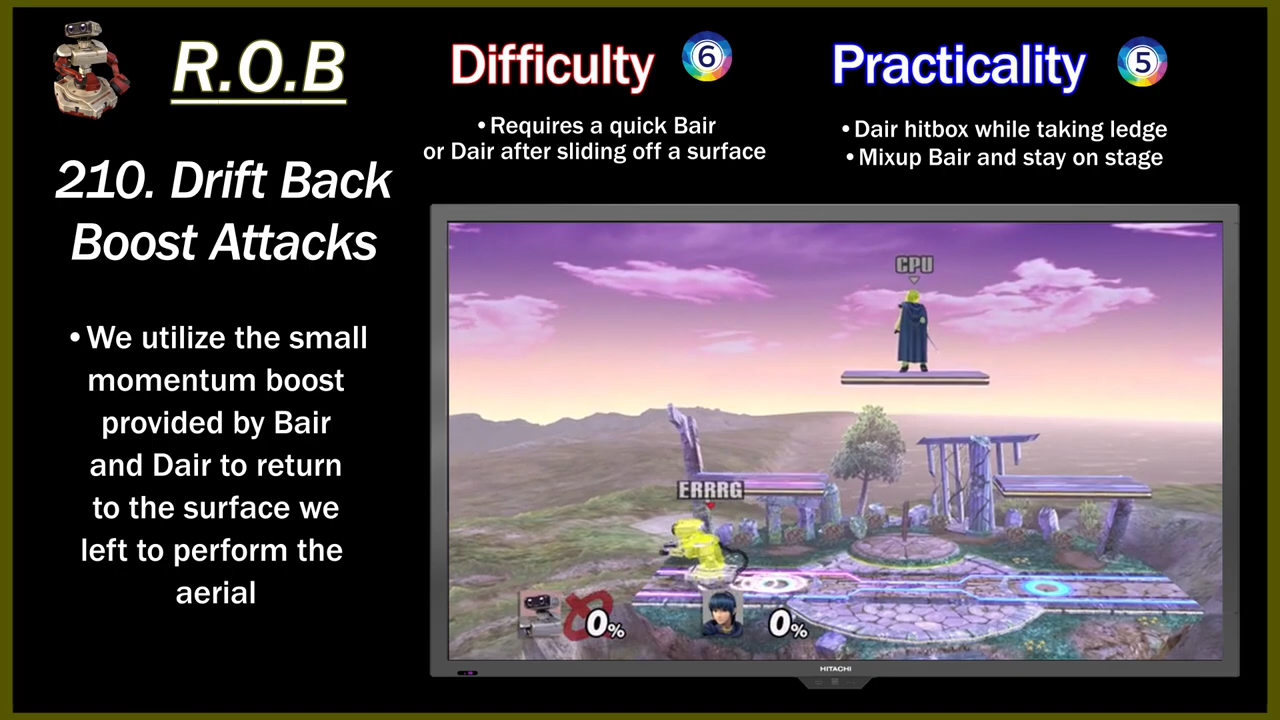 R.O.B
Difficulty
6
Practicality
5
•Requires a quick Bair
or Dair after sliding off a surface
•Dair hitbox while taking ledge
•Mixup Bair and stay on stage
210. Drift Back
Boost Attacks
•We utilize the small
momentum boost
provided by Bair
and Dair to return
to the surface we
left to perform the
aerial
CPU
ERRRG
0%
0%
HITACHI